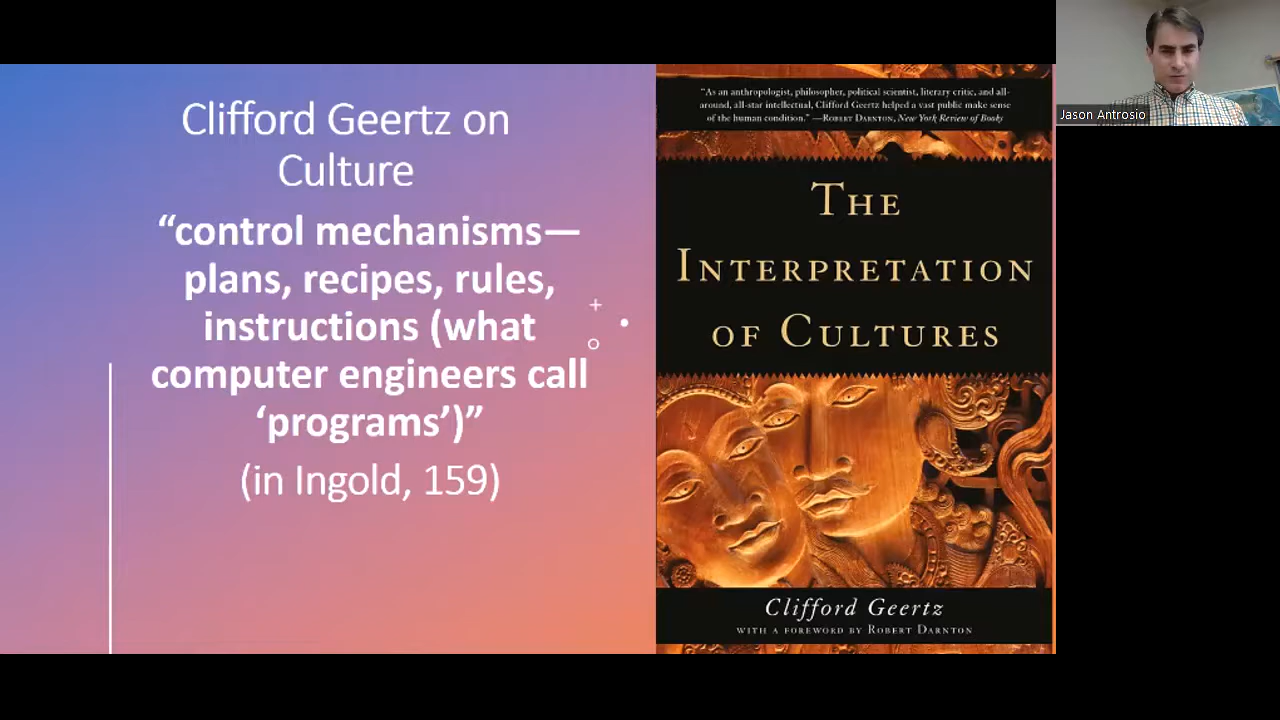 Clifford Geertz on
Culture
“control mechanisms—
plans, recipes, rules,
instructions (what
computer engineers call
‘programs’)”
(in Ingold, 159)
“As an anthropologist, philosopher, political scientist, literary critic, and all-
around, all-star intellectual, Clifford Geertz helped a vast public make sense
of the human condition.” —Robert Darnton, New York Review of Books
The
Interpretation
of Cultures
Clifford Geertz
with a foreword by Robert Darnton
Jason Antrosio